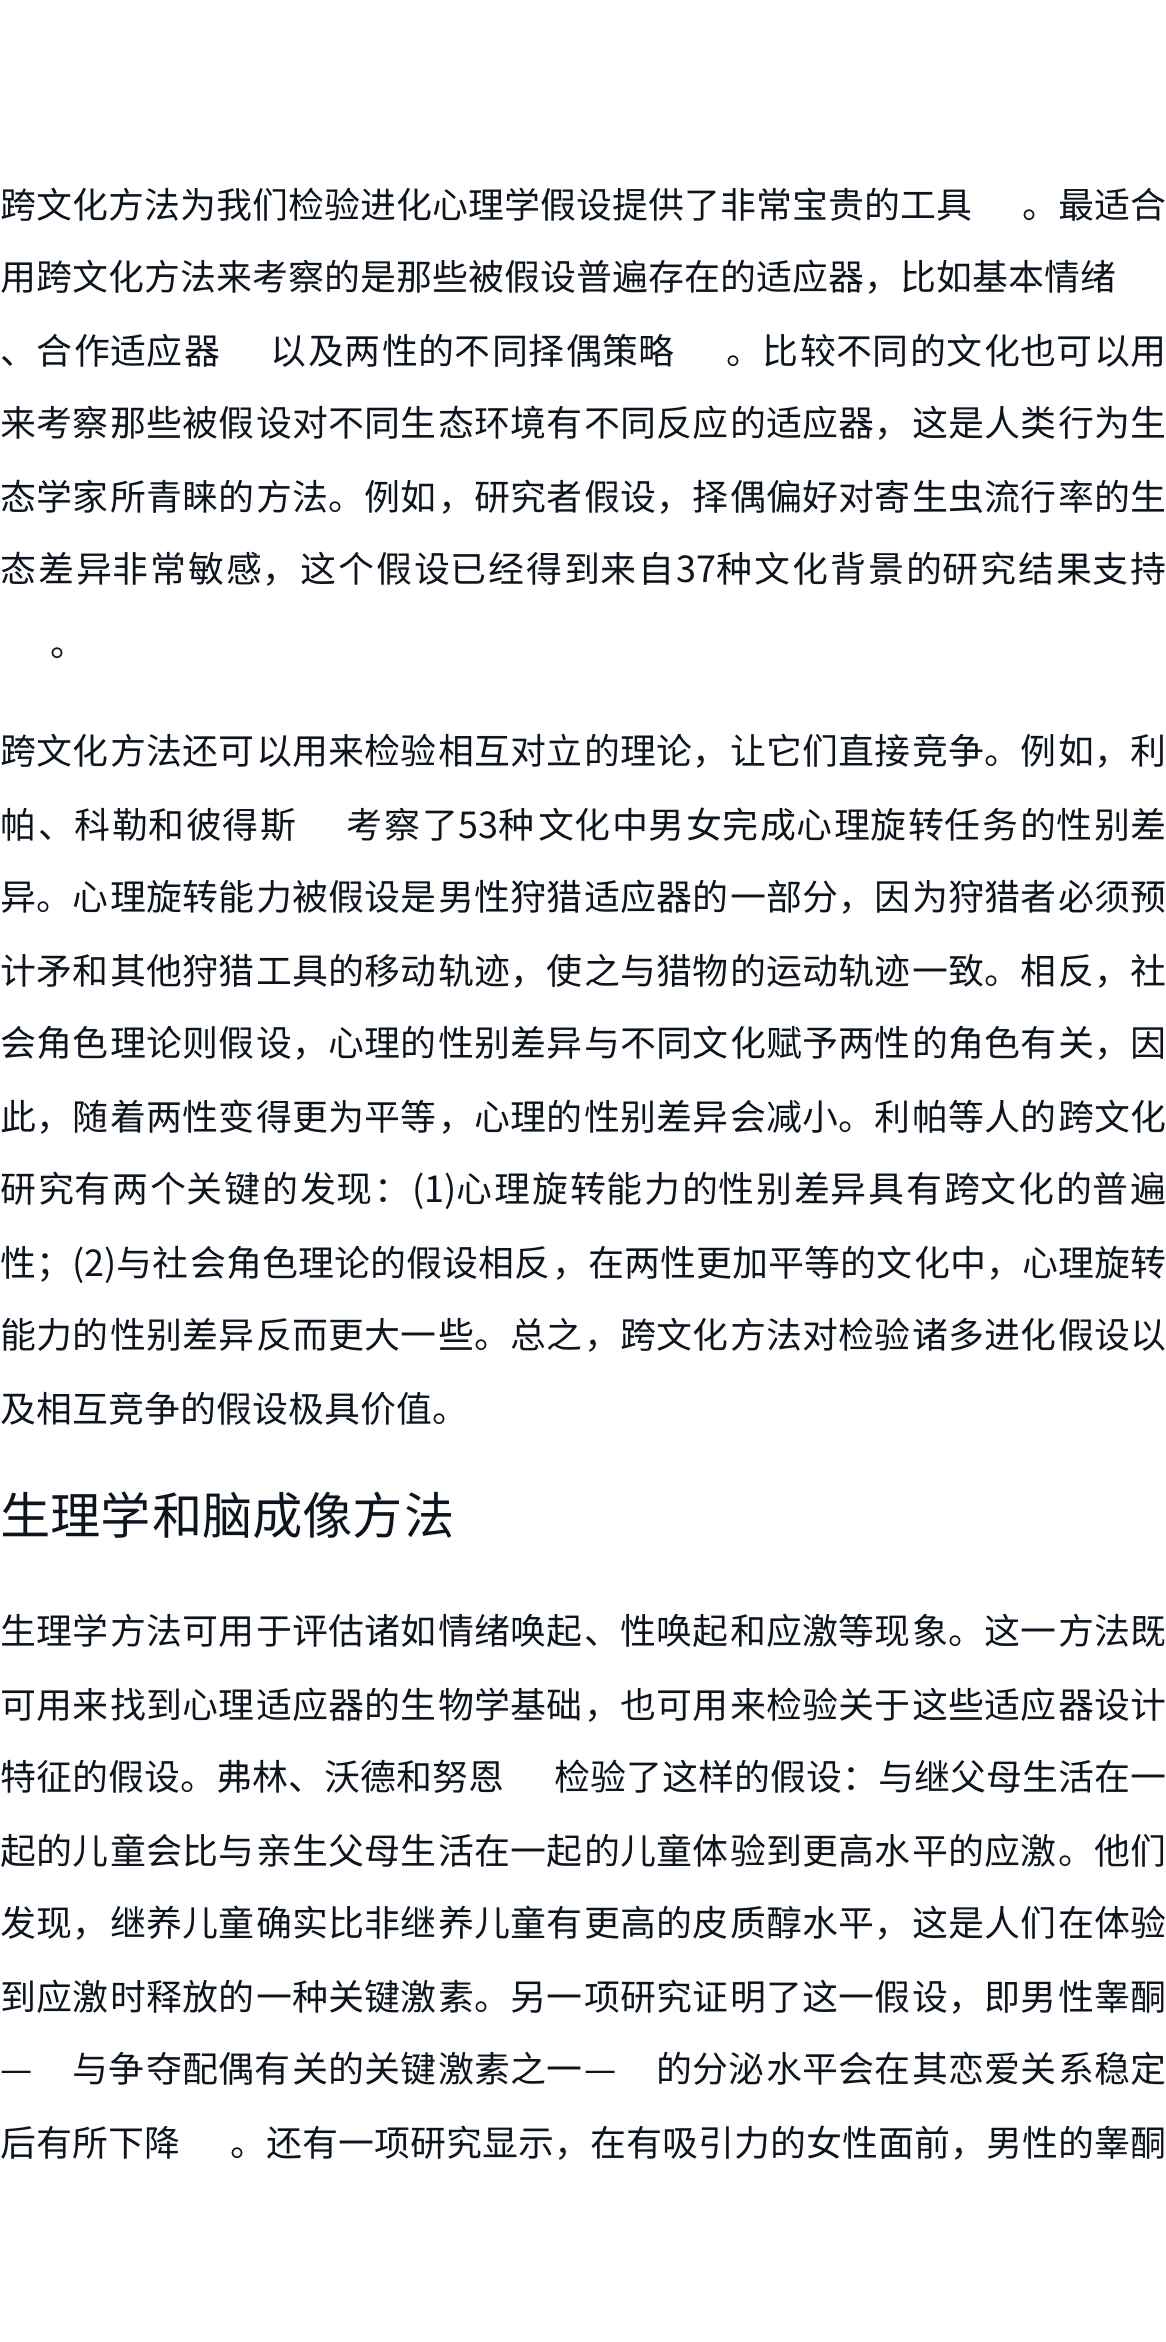 跨文化方法为我们检验进化心理学假设提供了非常宝贵的工具 。最适合
用跨文化方法来考察的是那些被假设普遍存在的适应器，比如基本情绪
、合作适应器 以及两性的不同择偶策略 。比较不同的文化也可以用
来考察那些被假设对不同生态环境有不同反应的适应器，这是人类行为生
态学家所青睐的方法。例如，研究者假设，择偶偏好对寄生虫流行率的生
态差异非常敏感，这个假设已经得到来自37种文化背景的研究结果支持
。
跨文化方法还可以用来检验相互对立的理论，让它们直接竞争。例如，利
帕、科勒和彼得斯 考察了53种文化中男女完成心理旋转任务的性别差
异。心理旋转能力被假设是男性狩猎适应器的一部分，因为狩猎者必须预
计矛和其他狩猎工具的移动轨迹，使之与猎物的运动轨迹一致。相反，社
会角色理论则假设，心理的性别差异与不同文化赋予两性的角色有关，因
此，随着两性变得更为平等，心理的性别差异会减小。利帕等人的跨文化
研究有两个关键的发现：(1)心理旋转能力的性别差异具有跨文化的普遍
性；(2)与社会角色理论的假设相反，在两性更加平等的文化中，心理旋转
能力的性别差异反而更大一些。总之，跨文化方法对检验诸多进化假设以
及相互竞争的假设极具价值。
生理学和脑成像方法
生理学方法可用于评估诸如情绪唤起、性唤起和应激等现象。这一方法既
可用来找到心理适应器的生物学基础，也可用来检验关于这些适应器设计
特征的假设。弗林、沃德和努恩 检验了这样的假设：与继父母生活在一
起的儿童会比与亲生父母生活在一起的儿童体验到更高水平的应激。他们
发现，继养儿童确实比非继养儿童有更高的皮质醇水平，这是人们在体验
到应激时释放的一种关键激素。另一项研究证明了这一假设，即男性睾酮
— 与争夺配偶有关的关键激素之一— 的分泌水平会在其恋爱关系稳定
后有所下降 。还有一项研究显示，在有吸引力的女性面前，男性的睾酮